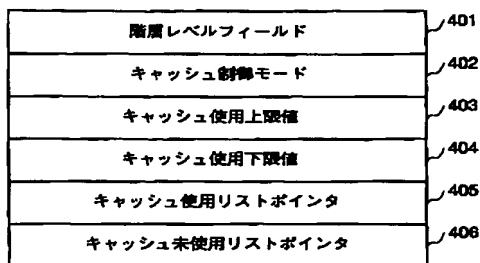 階層レベルフィールド 401
キャッシュ制御モード 402
キャッシュ使用上限値 403
キャッシュ使用下限値 404
キャッシュ使用リストポインタ 405
キャッシュ未使用リストポインタ 406